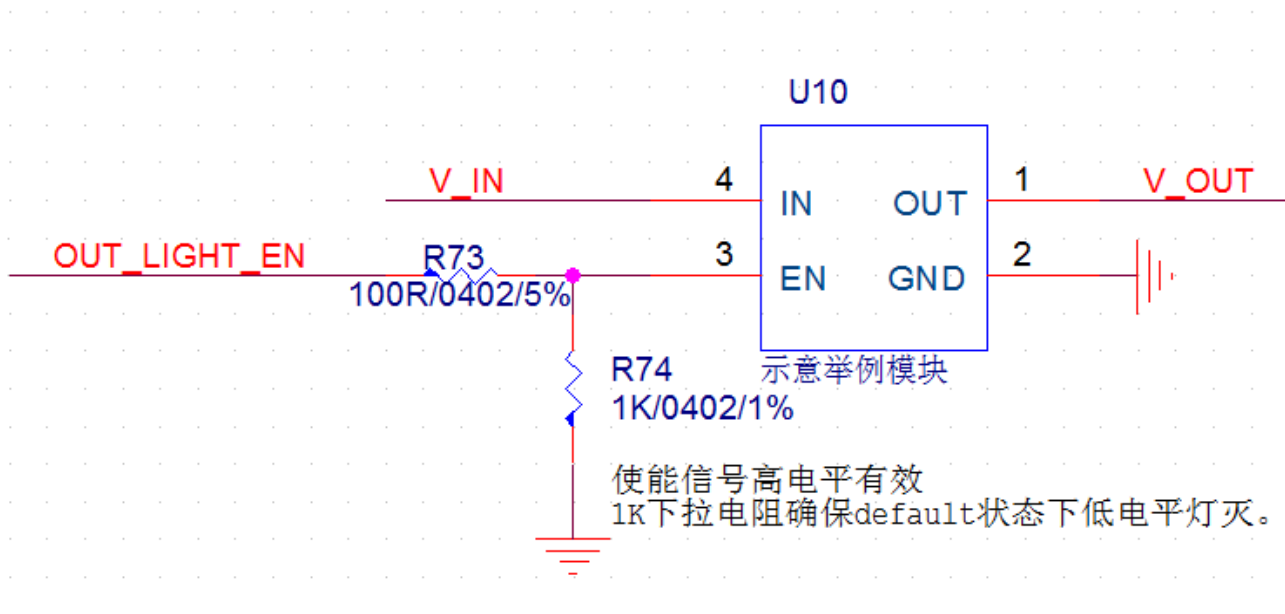 U10
V_IN
4
IN
OUT
1
V_OUT
OUT_LIGHT_EN
R73
100R/0402/5%
3
EN
GND
2
示意举例模块
R74
1K/0402/1%
使能信号高电平有效
1K下拉电阻确保default状态下低电平灯灭。